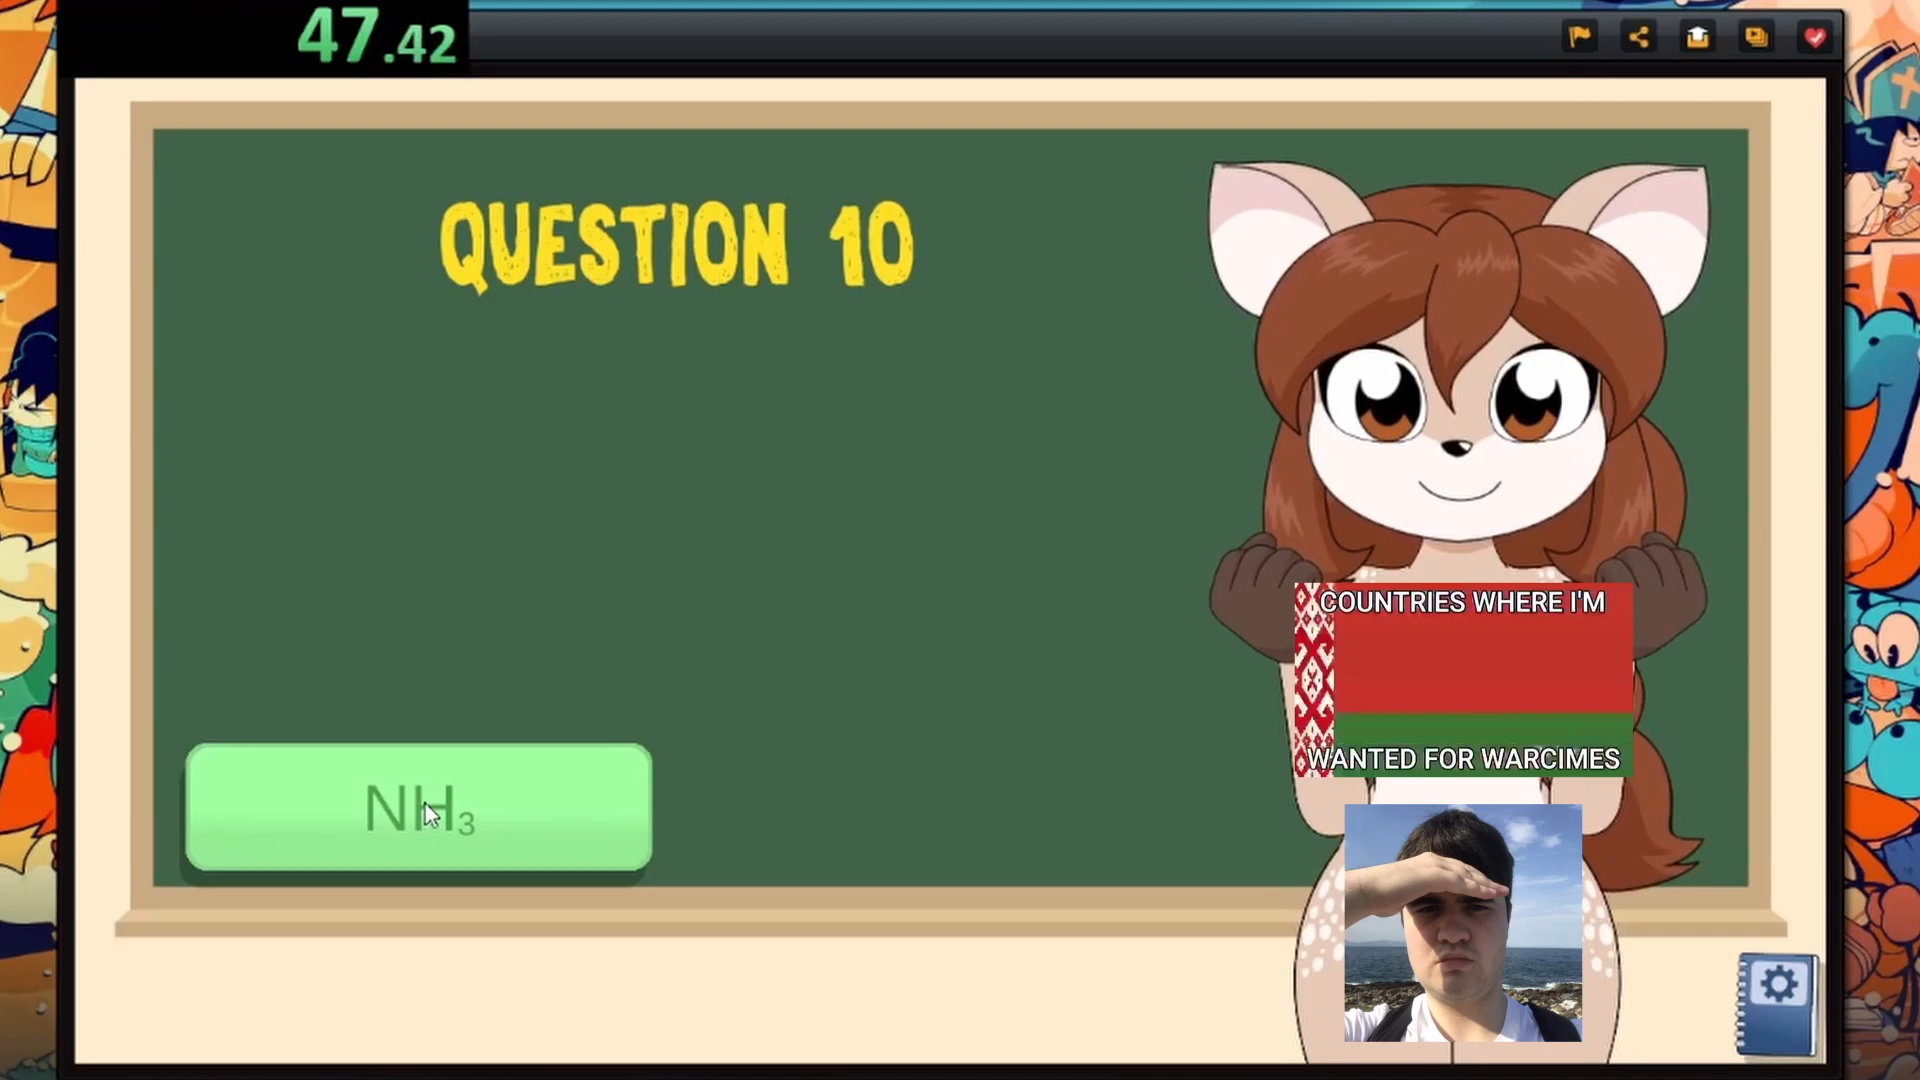 47.42
QUESTION 10
COUNTRIES WHERE I'M
WANTED FOR WARCIMES
NH₃